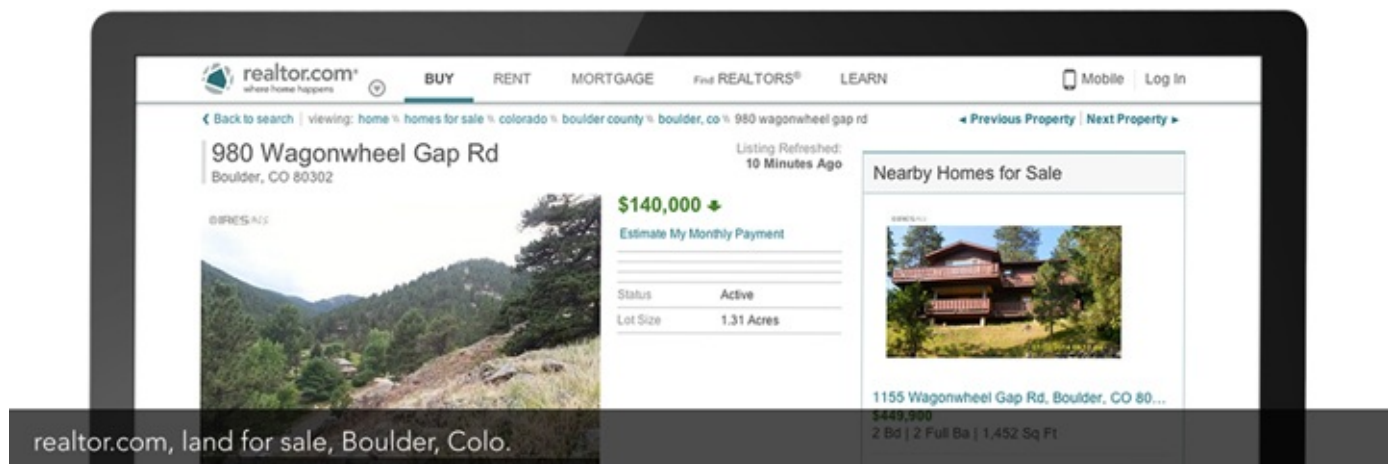 realtor.com®
where home happens
BUY RENT MORTGAGE Find REALTORS® LEARN Mobile Log In
Back to search viewing: home homes for sale colorado boulder county boulder, co 980 wagonwheel gap rd Previous Property Next Property
980 Wagonwheel Gap Rd
Boulder, CO 80302
Listing Refreshed:
10 Minutes Ago
$140,000
Estimate My Monthly Payment
Status Active
Lot Size 1.31 Acres
Nearby Homes for Sale
1155 Wagonwheel Gap Rd, Boulder, CO 80...
$449,900
2 Bd | 2 Full Ba | 1,452 Sq Ft
realtor.com, land for sale, Boulder, Colo.